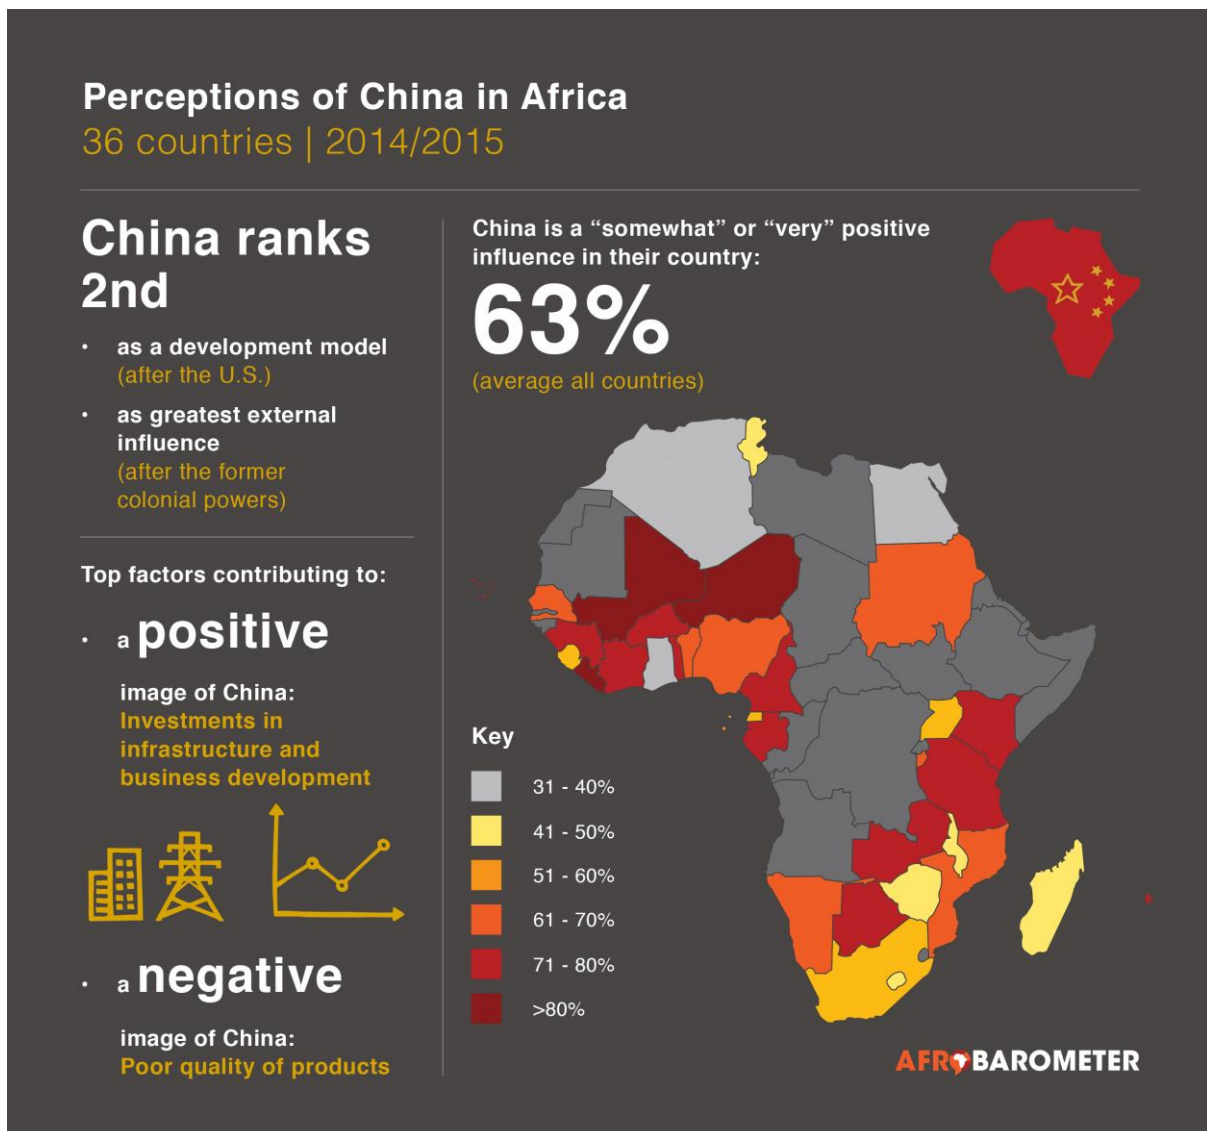 Perceptions of China in Africa
36 countries | 2014/2015
China ranks
2nd
• as a development model
(after the U.S.)
• as greatest external
influence
(after the former
colonial powers)
Top factors contributing to:
• a positive
image of China:
Investments in
infrastructure and
business development
• a negative
image of China:
Poor quality of products
China is a “somewhat” or “very” positive
influence in their country:
63%
(average all countries)
Key
31 - 40%
41 - 50%
51 - 60%
61 - 70%
71 - 80%
>80%
AFROBAROMETER